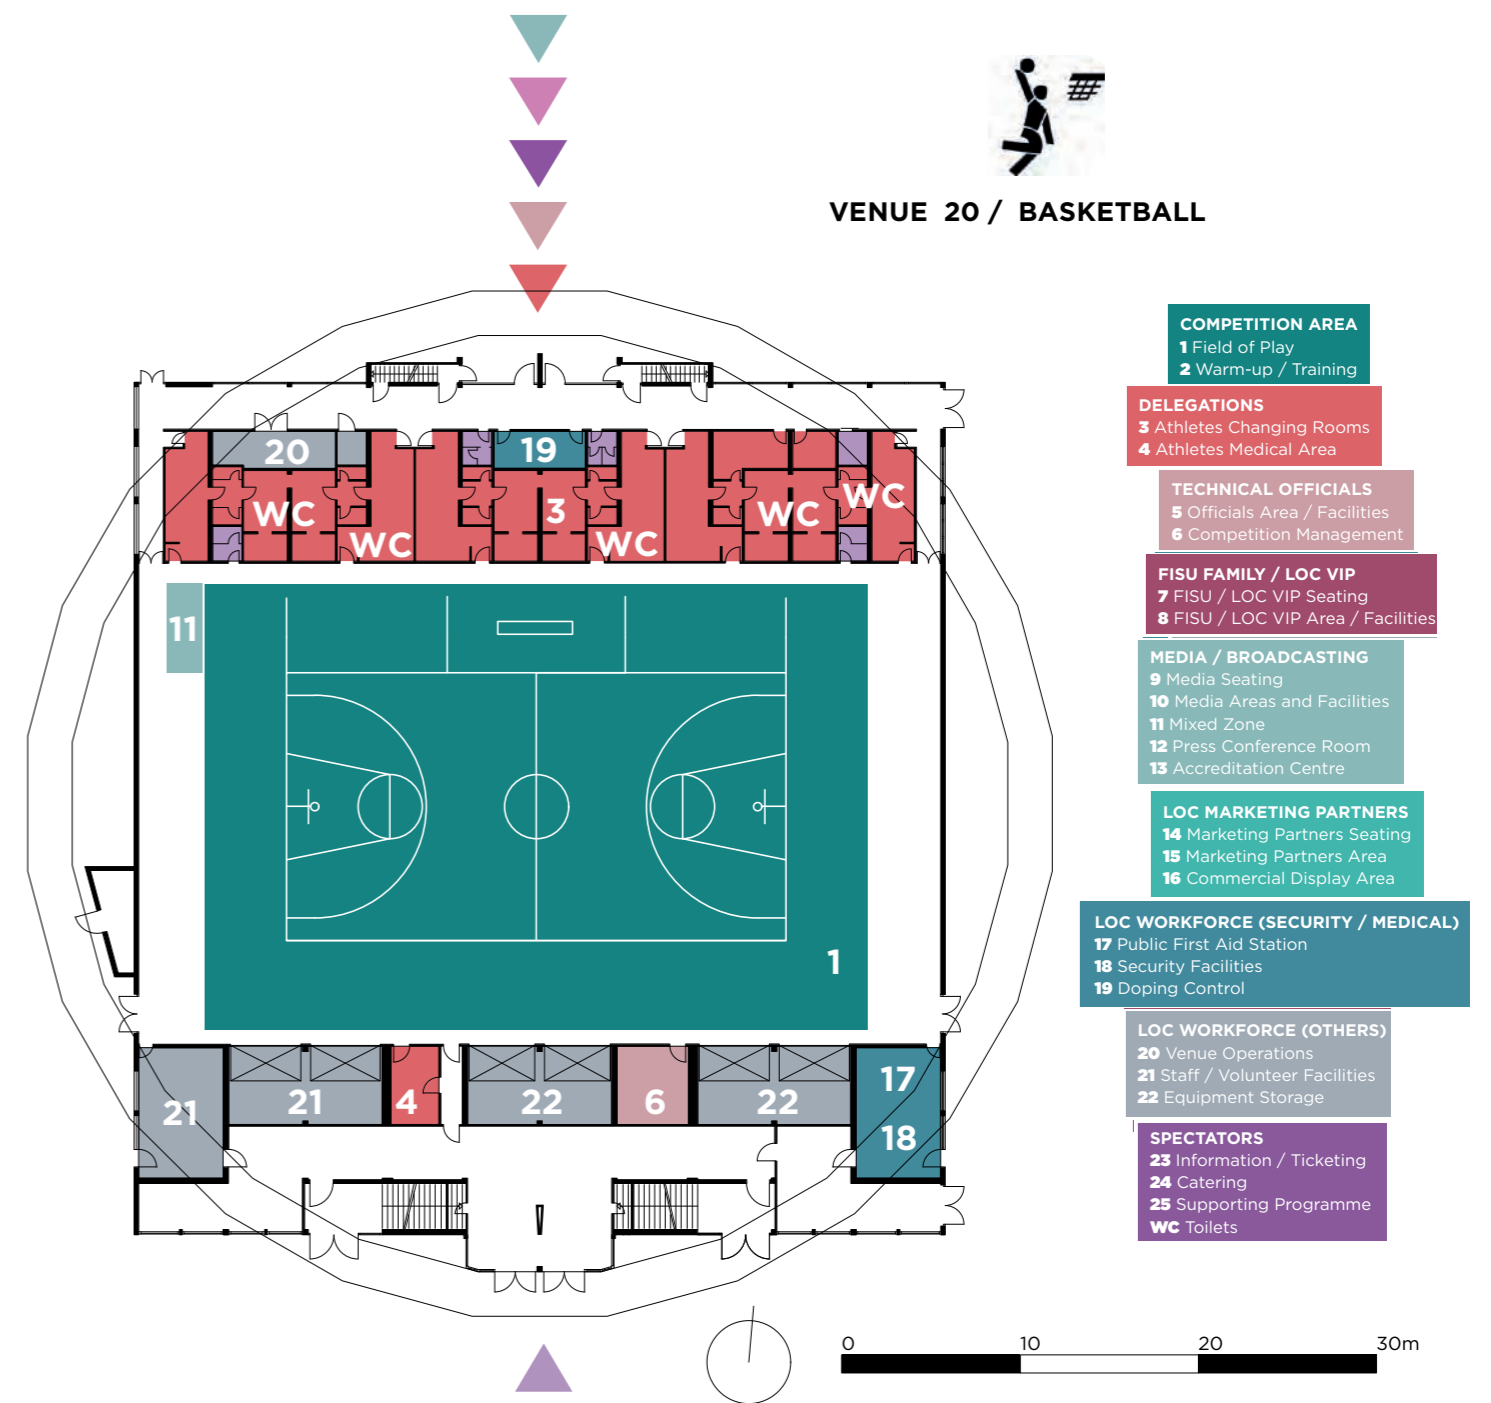 VENUE 20 / BASKETBALL
COMPETITION AREA
1 Field of Play
2 Warm-up / Training
DELEGATIONS
3 Athletes Changing Rooms
4 Athletes Medical Area
TECHNICAL OFFICIALS
5 Officials Area / Facilities
6 Competition Management
FISU FAMILY / LOC VIP
7 FISU / LOC VIP Seating
8 FISU / LOC VIP Area / Facilities
MEDIA / BROADCASTING
9 Media Seating
10 Media Areas and Facilities
11 Mixed Zone
12 Press Conference Room
13 Accreditation Centre
LOC MARKETING PARTNERS
14 Marketing Partners Seating
15 Marketing Partners Area
16 Commercial Display Area
LOC WORKFORCE (SECURITY / MEDICAL)
17 Public First Aid Station
18 Security Facilities
19 Doping Control
LOC WORKFORCE (OTHERS)
20 Venue Operations
21 Staff / Volunteer Facilities
22 Equipment Storage
SPECTATORS
23 Information / Ticketing
24 Catering
25 Supporting Programme
WC Toilets
20
19
WC
WC
3
WC
WC
WC
11
1
21
21
4
22
6
22
17
18
0 10 20 30m